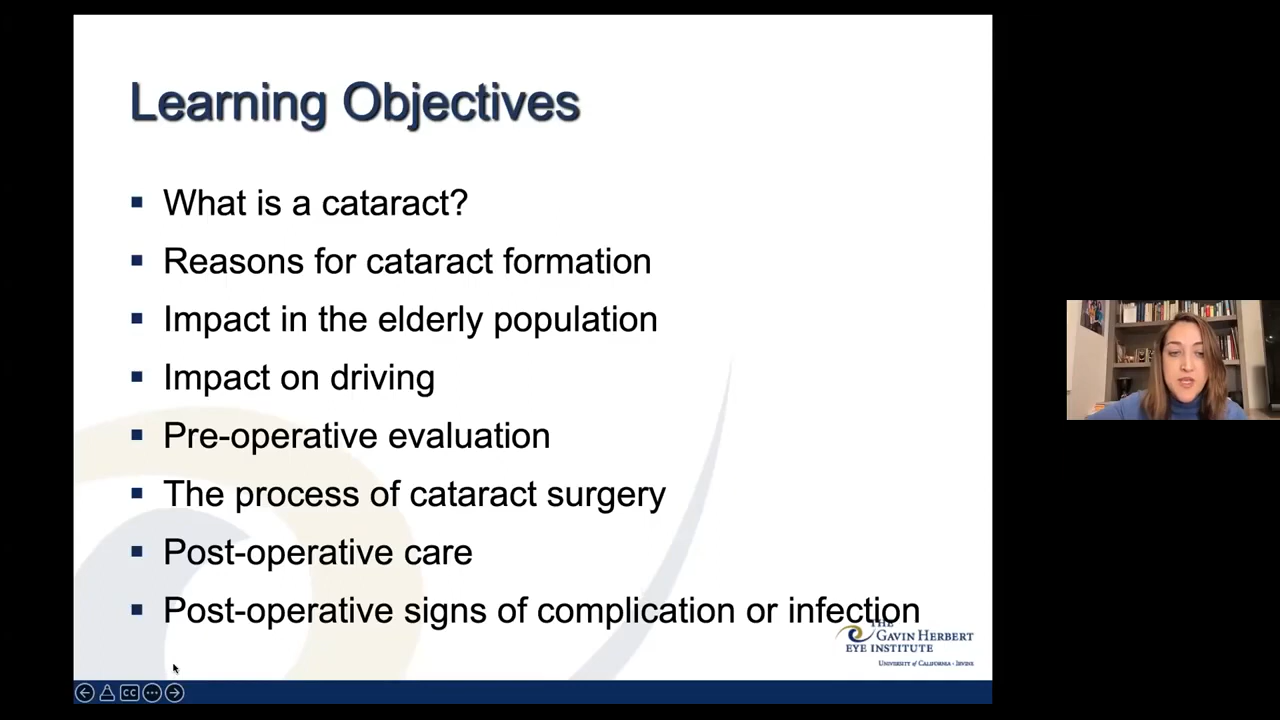 Learning Objectives
What is a cataract?
Reasons for cataract formation
Impact in the elderly population
Impact on driving
Pre-operative evaluation
The process of cataract surgery
Post-operative care
Post-operative signs of complication or infection
THE
GAVIN HERBERT
EYE INSTITUTE
UNIVERSITY of CALIFORNIA · IRVINE
CC